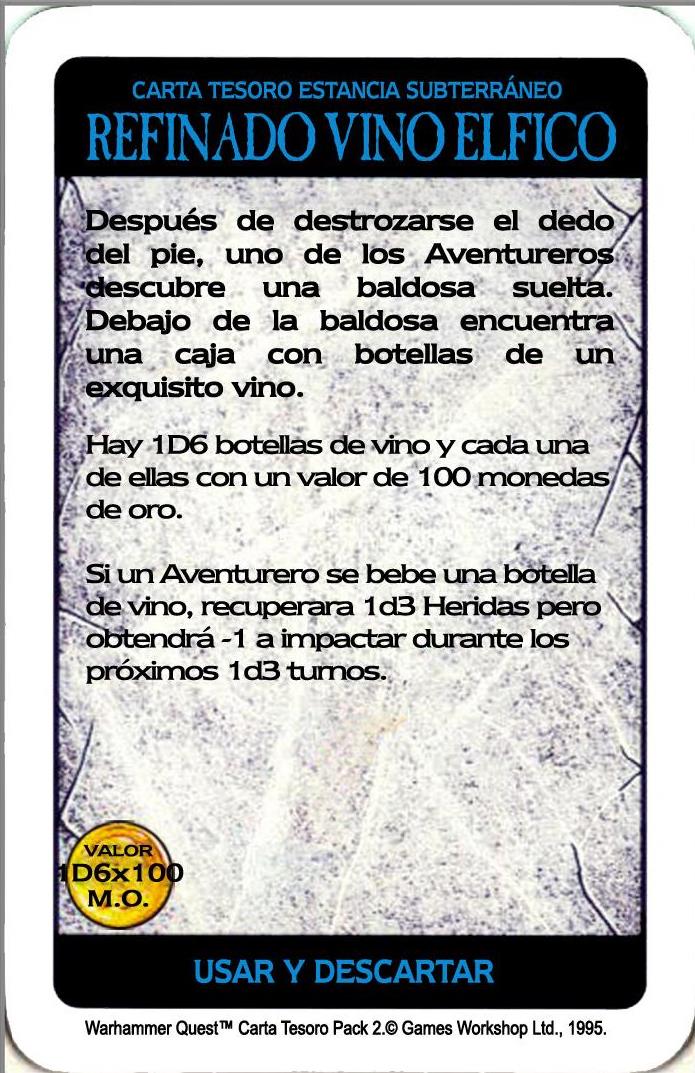 CARTA TESORO ESTANCIA SUBTERRÁNEO
REFINADO VINO ELFICO
Después de destrozarse el dedo
del pie, uno de los Aventureros
descubre una baldosa suelta.
Debajo de la baldosa encuentra
una caja con botellas de un
exquisito vino.
Hay 1D6 botellas de vino y cada una
de ellas con un valor de 100 monedas
de oro.
Si un Aventurero se bebe una botella
de vino, recuperara 1d3 Heridas pero
obtendrá -1 a impactar durante los
próximos 1d3 turnos.
VALOR
1D6x100
M.O.
USAR Y DESCARTAR
Warhammer Quest™ Carta Tesoro Pack 2.© Games Workshop Ltd., 1995.